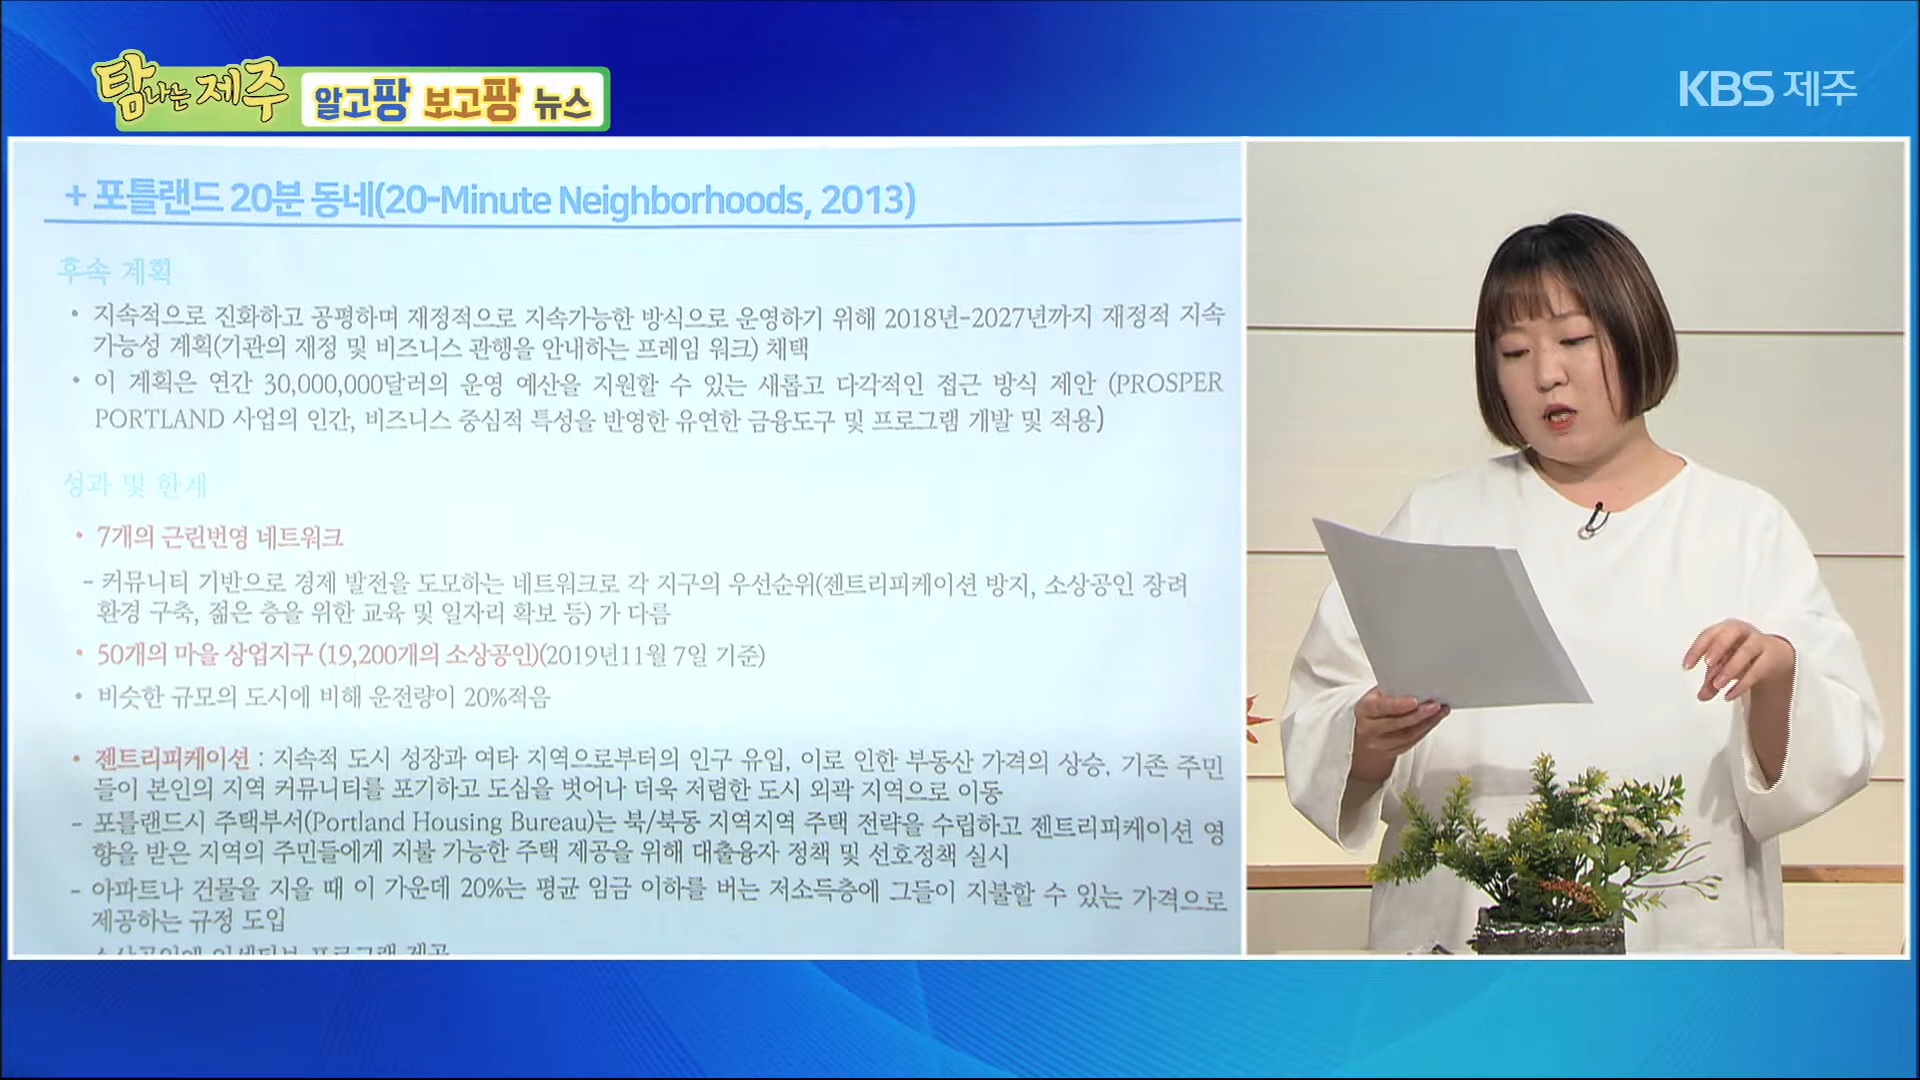 탐나는 제주 알고팡 보고팡 뉴스
KBS 제주
+ 포틀랜드 20분 동네(20-Minute Neighborhoods, 2013)
후속 계획
• 지속적으로 진화하고 공평하며 재정적으로 지속가능한 방식으로 운영하기 위해 2018년-2027년까지 재정적 지속
가능성 계획(기관의 재정 및 비즈니스 관행을 안내하는 프레임 워크) 채택
• 이 계획은 연간 30,000,000달러의 운영 예산을 지원할 수 있는 새롭고 다각적인 접근 방식 제안 (PROSPER
PORTLAND 사업의 인간, 비즈니스 중심적 특성을 반영한 유연한 금융도구 및 프로그램 개발 및 적용)
성과 및 한계
• 7개의 근린번영 네트워크
- 커뮤니티 기반으로 경제 발전을 도모하는 네트워크로 각 지구의 우선순위(젠트리피케이션 방지, 소상공인 장려
환경 구축, 젊은 층을 위한 교육 및 일자리 확보 등) 가 다름
• 50개의 마을 상업지구 (19,200개의 소상공인)(2019년11월 7일 기준)
• 비슷한 규모의 도시에 비해 운전량이 20%적음
• 젠트리피케이션 : 지속적 도시 성장과 여타 지역으로부터의 인구 유입, 이로 인한 부동산 가격의 상승, 기존 주민
들이 본인의 지역 커뮤니티를 포기하고 도심을 벗어나 더욱 저렴한 도시 외곽 지역으로 이동
- 포틀랜드시 주택부서(Portland Housing Bureau)는 북/북동 지역지역 주택 전략을 수립하고 젠트리피케이션 영
향을 받은 지역의 주민들에게 지불 가능한 주택 제공을 위해 대출융자 정책 및 선호정책 실시
- 아파트나 건물을 지을 때 이 가운데 20%는 평균 임금 이하를 버는 저소득층에 그들이 지불할 수 있는 가격으로
제공하는 규정 도입